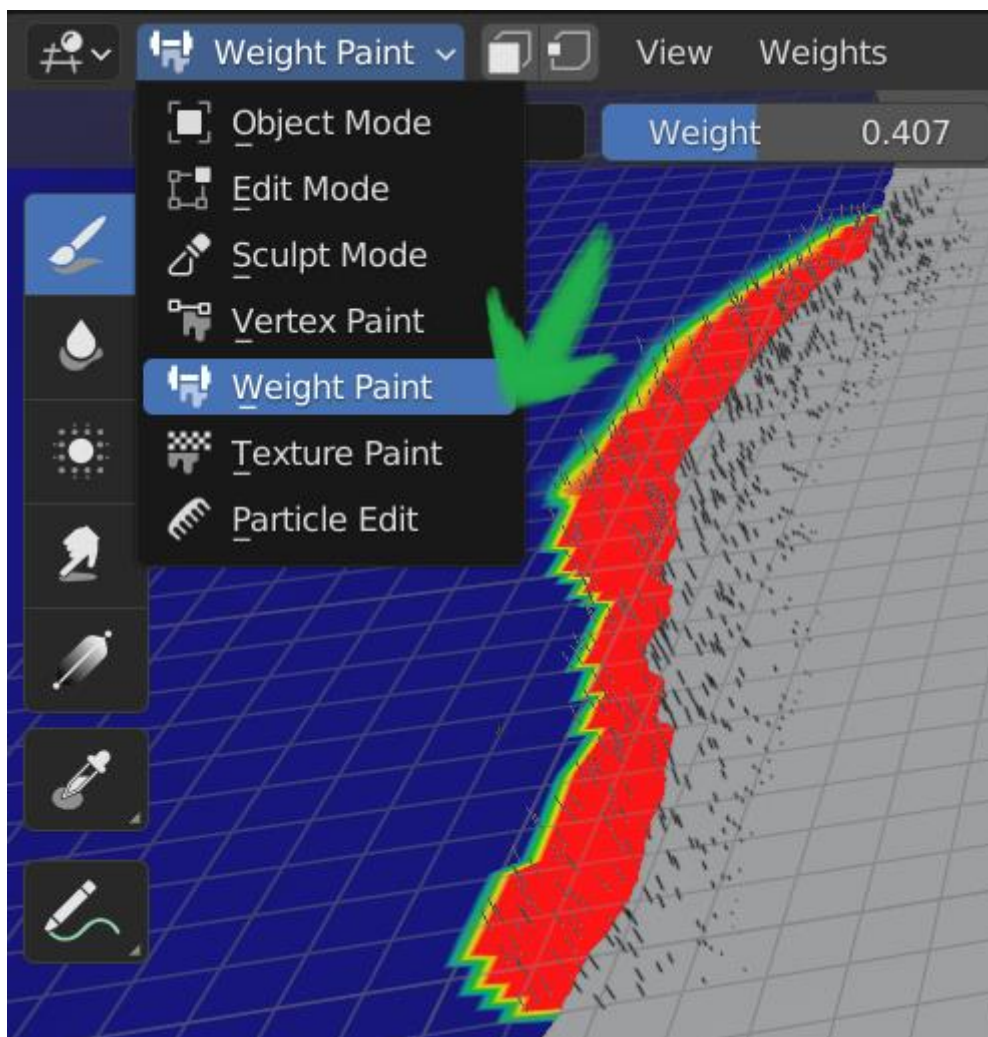 Weight Paint View Weights
Object Mode
Weight 0.407
Edit Mode
Sculpt Mode
Vertex Paint
Weight Paint
Texture Paint
Particle Edit